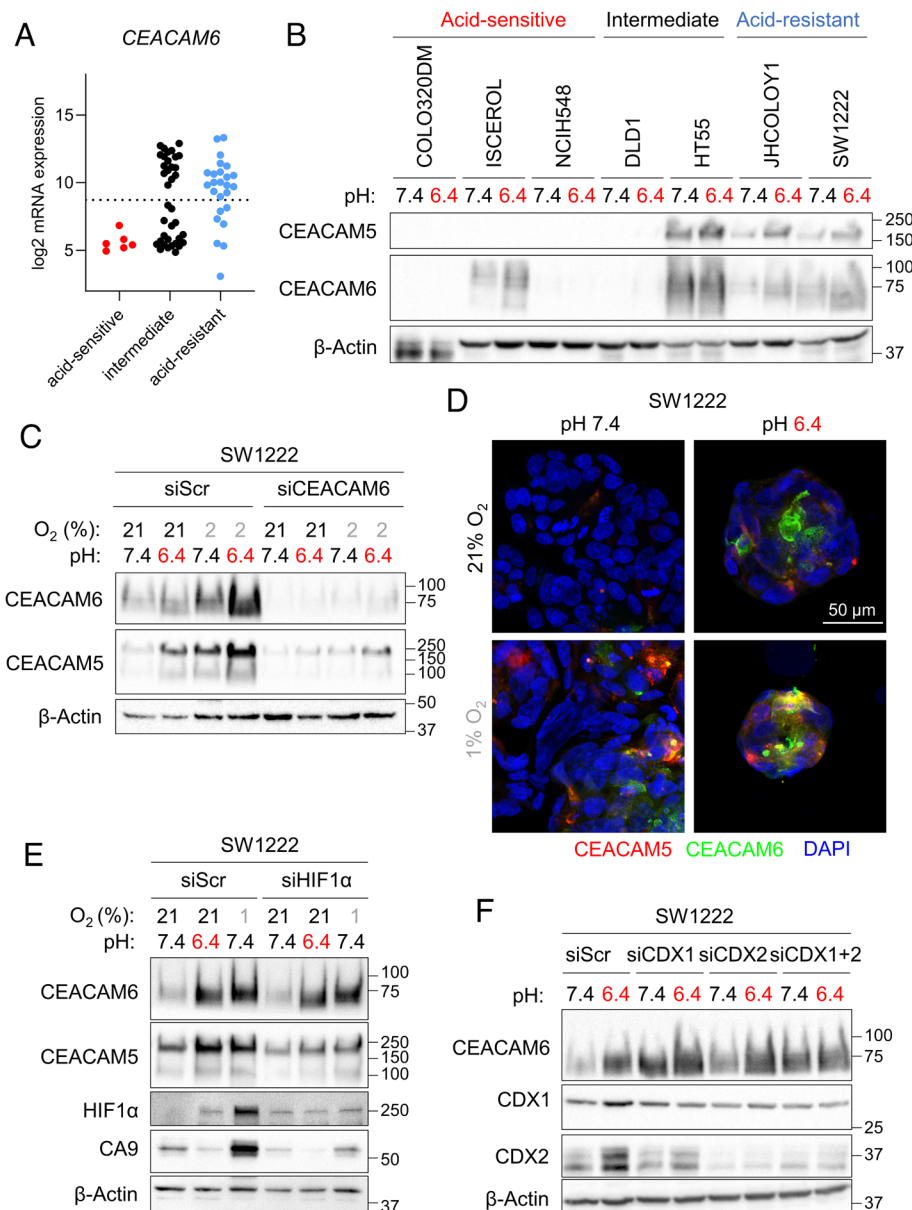 A
CEACAM6
log2 mRNA expression
15
10
5
acid-sensitive
intermediate
acid-resistant
B
Acid-sensitive Intermediate Acid-resistant
COLO320DM ISCEROL NCIH548 DLD1 HT55 JHCOLOY1 SW1222
pH: 7.4 6.4 7.4 6.4 7.4 6.4 7.4 6.4 7.4 6.4 7.4 6.4 7.4 6.4
CEACAM5 250
150
CEACAM6 100
75
β-Actin 37
C
SW1222
siScr siCEACAM6
O2 (%): 21 21 2 2 21 21 2 2
pH: 7.4 6.4 7.4 6.4 7.4 6.4 7.4 6.4
CEACAM6 100
75
CEACAM5 250
150
100
β-Actin 50
37
D
SW1222
pH 7.4 pH 6.4
21% O2
50 µm
1% O2
CEACAM5 CEACAM6 DAPI
E
SW1222
siScr siHIF1α
O2 (%): 21 21 1 21 21 1
pH: 7.4 6.4 7.4 7.4 6.4 7.4
CEACAM6 100
75
CEACAM5 250
150
100
HIF1α 250
CA9 50
β-Actin 37
F
SW1222
siScr siCDX1 siCDX2 siCDX1+2
pH: 7.4 6.4 7.4 6.4 7.4 6.4 7.4 6.4
CEACAM6 100
75
CDX1 25
CDX2 37
β-Actin 37